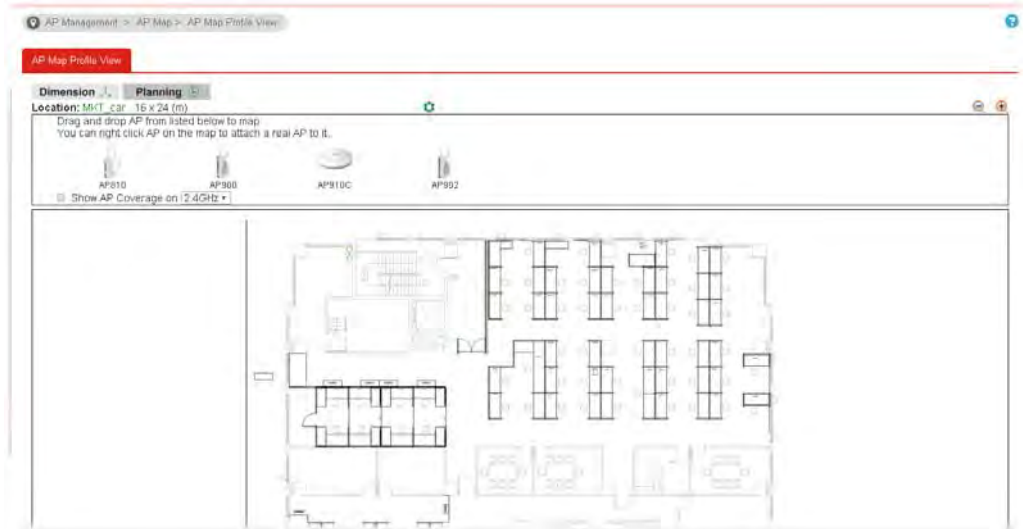 AP Management > AP Map > AP Map Profile View
AP Map Profile View
Dimension Planning
Location: MKT_car 16 x 24 (m)
Drag and drop AP from listed below to map
You can right click AP on the map to attach a real AP to it.
AP810 AP900 AP910C AP902
Show AP Coverage on 2.4GHz